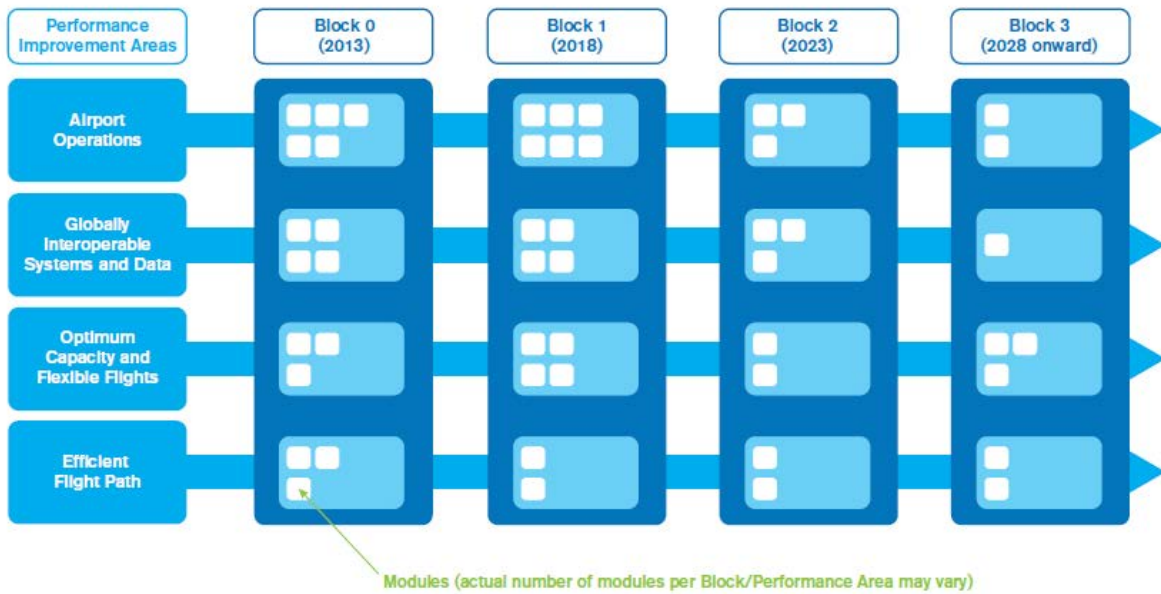 Performance
Improvement Areas
Block 0
(2013)
Block 1
(2018)
Block 2
(2023)
Block 3
(2028 onward)
Airport
Operations
Globally
Interoperable
Systems and Data
Optimum
Capacity and
Flexible Flights
Efficient
Flight Path
Modules (actual number of modules per Block/Performance Area may vary)